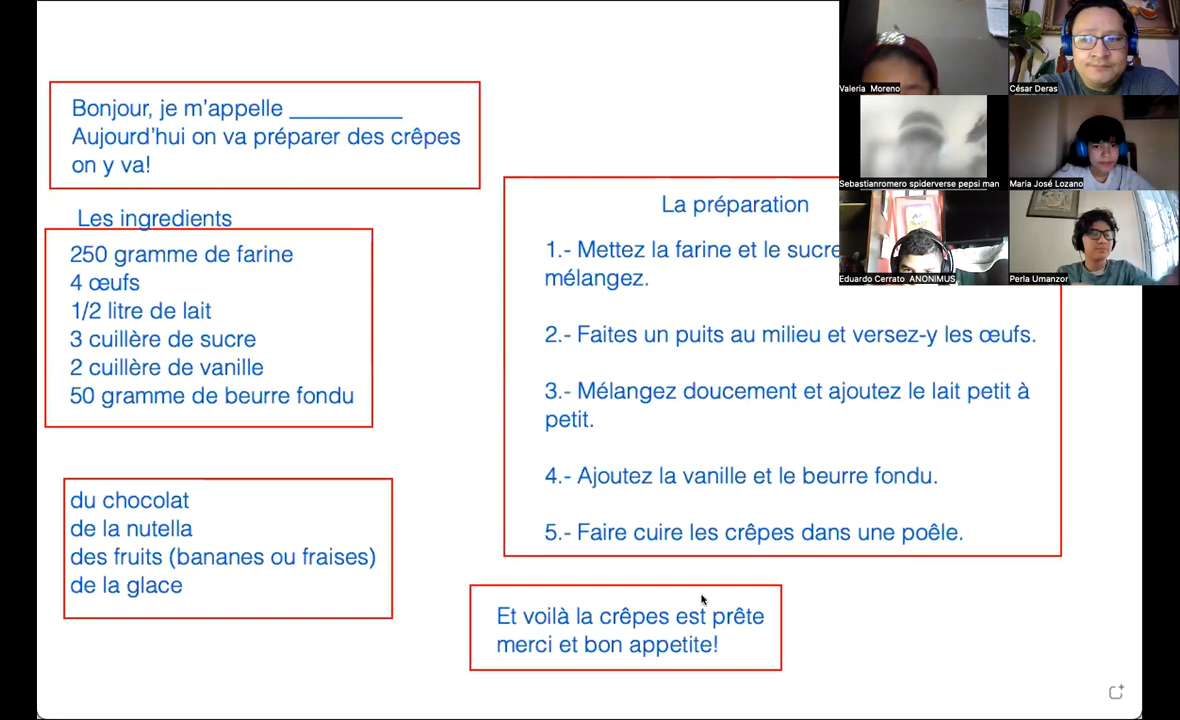 Bonjour, je m’appelle __________
Aujourd’hui on va préparer des crêpes
on y va!
Les ingredients
250 gramme de farine
4 œufs
1/2 litre de lait
3 cuillère de sucre
2 cuillère de vanille
50 gramme de beurre fondu
du chocolat
de la nutella
des fruits (bananes ou fraises)
de la glace
La préparation
1.- Mettez la farine et le sucre
mélangez.
2.- Faites un puits au milieu et versez-y les œufs.
3.- Mélangez doucement et ajoutez le lait petit à
petit.
4.- Ajoutez la vanille et le beurre fondu.
5.- Faire cuire les crêpes dans une poêle.
Et voilà la crêpes est prête
merci et bon appetite!
Valeria Moreno
César Deras
Sebastianromero spiderverse pepsi man
Maria José Lozano
Eduardo Cerrato ANONIMUS
Perla Umanzor